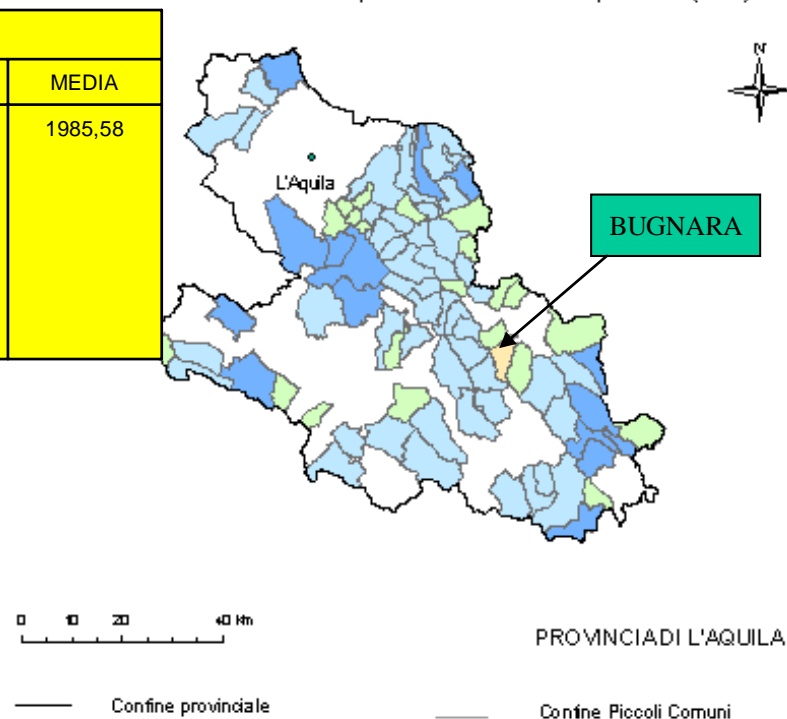 MEDIA
1985,58
N
L'Aquila
BUGNARA
0 10 20 40 Km
PROVINCIA DI L'AQUILA
Confine provinciale
Confine Piccoli Comuni